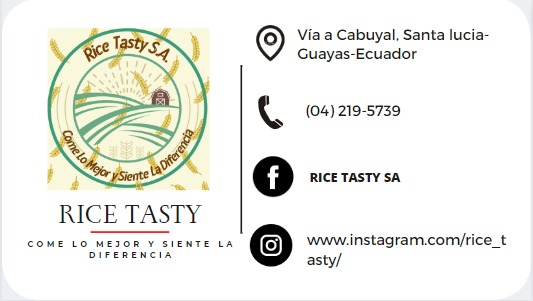 Rice Tasty S.A.
Come Lo Mejor y Siente La Diferencia
RICE TASTY
COME LO MEJOR Y SIENTE LA
DIFERENCIA
Vía a Cabuyal, Santa lucia-
Guayas-Ecuador
(04) 219-5739
RICE TASTY SA
www.instagram.com/rice_t
asty/